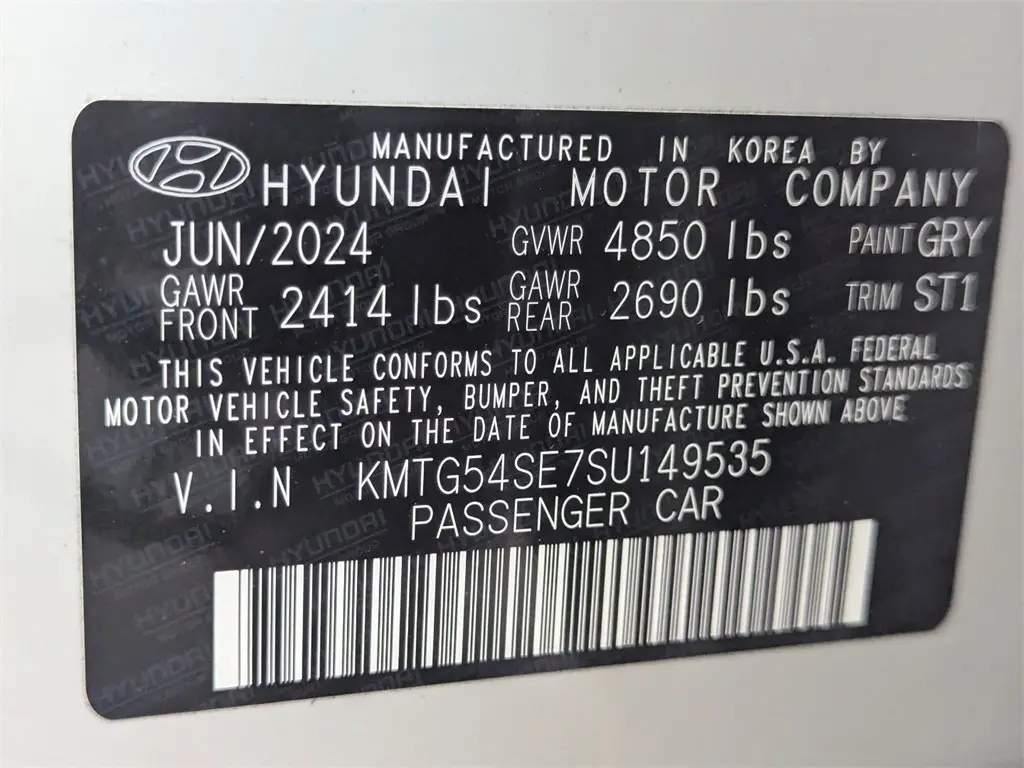 MANUFACTURED IN KOREA BY
HYUNDAI MOTOR COMPANY
JUN/2024 GVWR 4850 lbs PAINT GRY
GAWR FRONT 2414 lbs GAWR REAR 2690 lbs TRIM ST1
THIS VEHICLE CONFORMS TO ALL APPLICABLE U.S.A. FEDERAL
MOTOR VEHICLE SAFETY, BUMPER, AND THEFT PREVENTION STANDARDS
IN EFFECT ON THE DATE OF MANUFACTURE SHOWN ABOVE
V.I.N KMTG54SE7SU149535
PASSENGER CAR